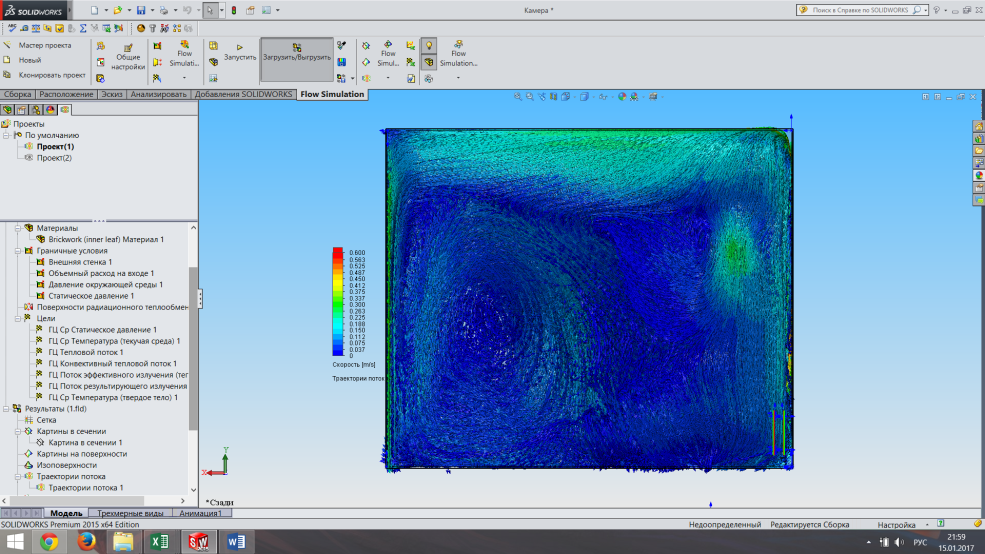 SOLIDWORKS
Камера *
Поиск в Справке по SOLIDWORKS
Мастер проекта
Новый
Клонировать проект
Общие настройки
Flow Simulati...
Запустить
Загрузить/Выгрузить
Flow Simul...
Flow Simulation...
Сборка
Расположение
Эскиз
Анализировать
Добавления SOLIDWORKS
Flow Simulation
Проекты
По умолчанию
Проект(1)
Проект(2)
Материалы
Brickwork (inner leaf) Материал 1
Граничные условия
Внешняя стенка 1
Объемный расход на входе 1
Давление окружающей среды 1
Статическое давление 1
Поверхности радиационного теплообмен
Цели
ГЦ Ср Статическое давление 1
ГЦ Ср Температура (текучая среда) 1
ГЦ Тепловой поток 1
ГЦ Конвективный тепловой поток 1
ГЦ Поток эффективного излучения (теп
ГЦ Поток результирующего излучения
ГЦ Ср Температура (твердое тело) 1
Результаты (1.fld)
Сетка
Картины в сечении
Картина в сечении 1
Картины на поверхности
Изоповерхности
Траектории потока
Траектории потока 1
0.600
0.563
0.525
0.487
0.450
0.412
0.375
0.337
0.300
0.263
0.225
0.188
0.150
0.112
0.075
0.037
0
Скорость [m/s]
Траектории поток
Y
X
*Сзади
Модель
Трехмерные виды
Анимация1
SOLIDWORKS Premium 2015 x64 Edition
Недоопределенный
Редактируется Сборка
Настройка
РУС
21:59
15.01.2017